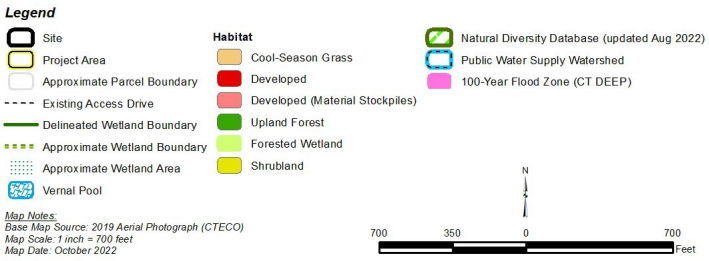 Legend
Site
Project Area
Approximate Parcel Boundary
Existing Access Drive
Delineated Wetland Boundary
Approximate Wetland Boundary
Approximate Wetland Area
Vernal Pool
Habitat
Cool-Season Grass
Developed
Developed (Material Stockpiles)
Upland Forest
Forested Wetland
Shrubland
Natural Diversity Database (updated Aug 2022)
Public Water Supply Watershed
100-Year Flood Zone (CT DEEP)
Map Notes:
Base Map Source: 2019 Aerial Photograph (CTECO)
Map Scale: 1 inch = 700 feet
Map Date: October 2022
N
700 350 0 700
Feet